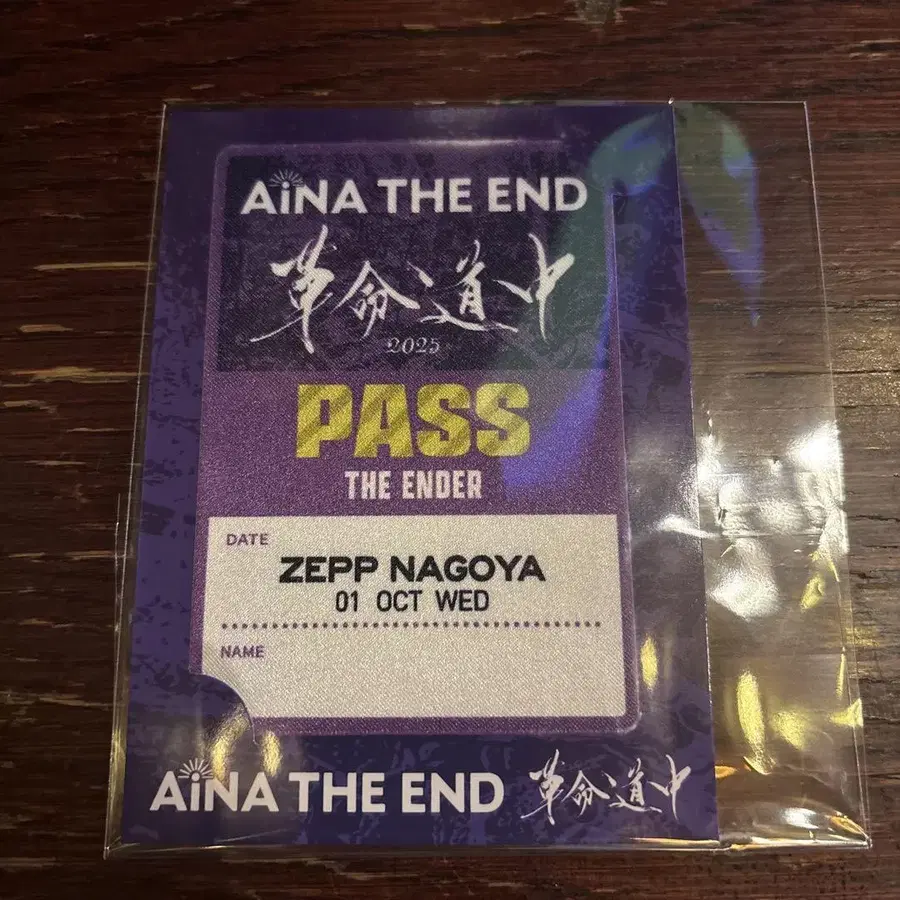 AiNA THE END
革命道中
2025
PASS
THE ENDER
DATE
ZEPP NAGOYA
01 OCT WED
NAME
AiNA THE END 革命道中